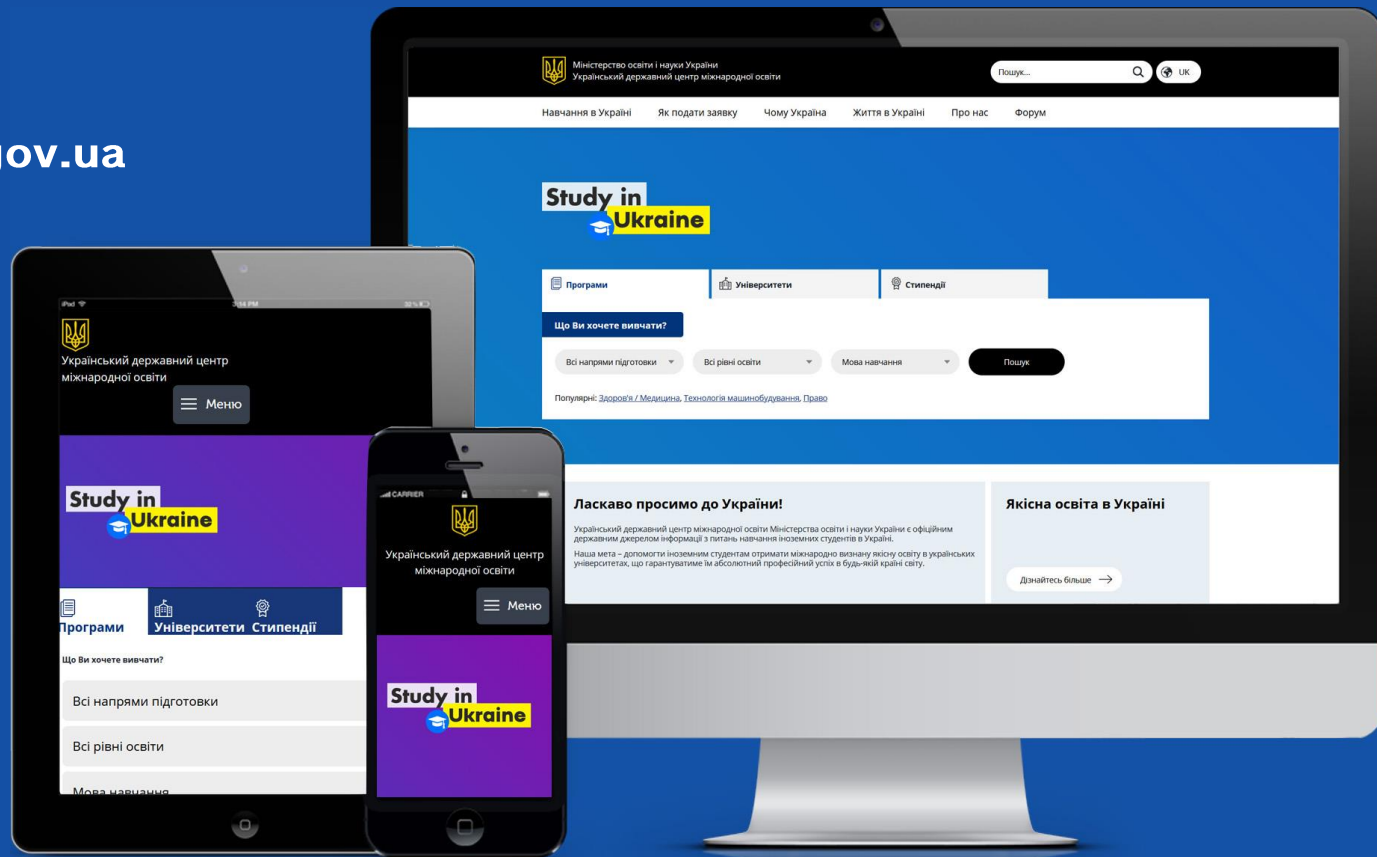 gov.ua
Міністерство освіти і науки України
Український державний центр міжнародної освіти
Пошук...
UK
Навчання в Україні Як подати заявку Чому Україна Життя в Україні Про нас Форум
Study in
Ukraine
Програми Університети Стипендії
Що Ви хочете вивчати?
Всі напрями підготовки Всі рівні освіти Мова навчання Пошук
Популярні: Здоров'я / Медицина, Технологія машинобудування, Право
Ласкаво просимо до України!
Український державний центр міжнародної освіти Міністерства освіти і науки України є офіційним
державним джерелом інформації з питань навчання іноземних студентів в Україні.
Наша мета – допомогти іноземним студентам отримати міжнародно визнану якісну освіту в українських
університетах, що гарантуватиме їм абсолютний професійний успіх в будь-якій країні світу.
Якісна освіта в Україні
Дізнайтесь більше
iPad
Український державний центр
міжнародної освіти
Меню
Study in
Ukraine
Програми Університети Стипендії
Що Ви хочете вивчати?
Всі напрями підготовки
Всі рівні освіти
Мова навчання
CARRIER
Український державний центр
міжнародної освіти
Меню
Study in
Ukraine